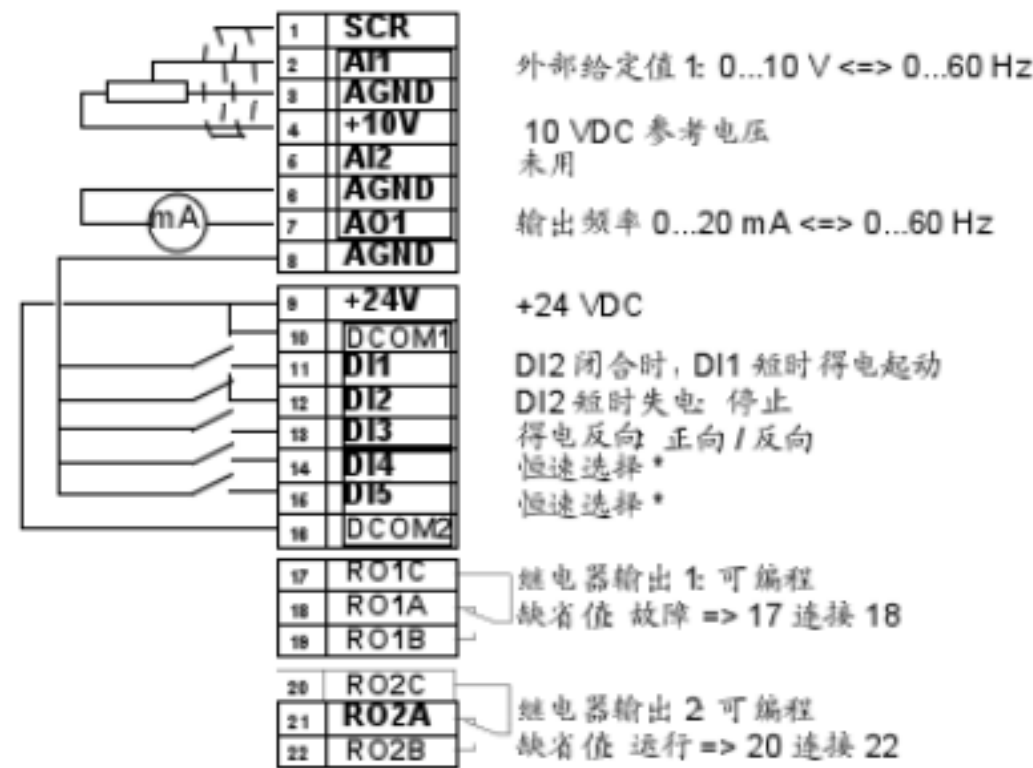 1 SCR
2 AI1 外部给定值 1: 0...10 V <=> 0...60 Hz
3 AGND
4 +10V 10 VDC 参考电压
5 AI2 未用
6 AGND
mA 7 AO1 输出频率 0...20 mA <=> 0...60 Hz
8 AGND
9 +24V +24 VDC
10 DCOM1
11 DI1 DI2 闭合时, DI1 短时得电起动
12 DI2 DI2 短时失电: 停止
13 DI3 得电反向: 正向 / 反向
14 DI4 恒速选择 *
15 DI5 恒速选择 *
16 DCOM2
17 RO1C 继电器输出 1: 可编程
18 RO1A 缺省值: 故障 => 17 连接 18
19 RO1B
20 RO2C
21 RO2A 继电器输出 2: 可编程
22 RO2B 缺省值: 运行 => 20 连接 22